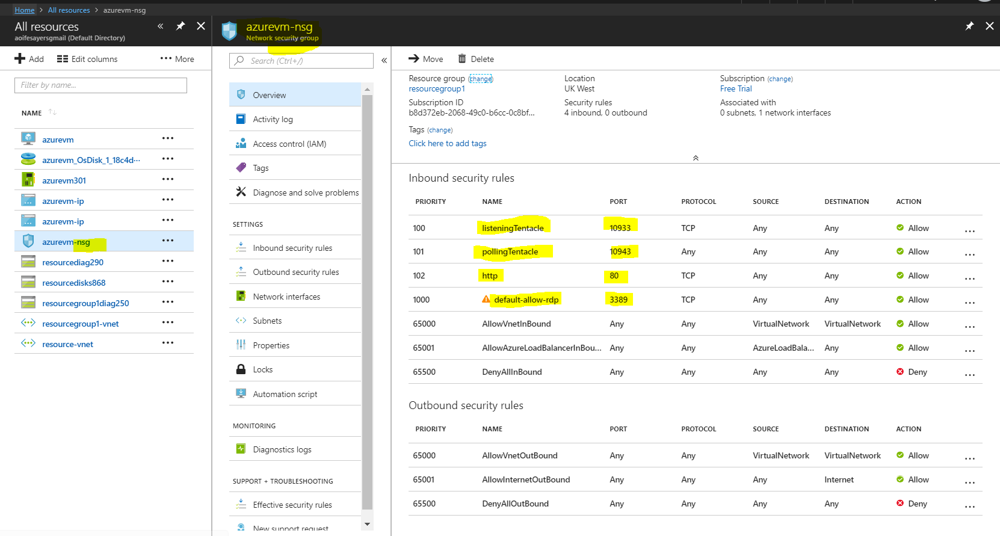 Home > All resources > azurevm-nsg
All resources
aoifesayersgmail (Default Directory)
Add Edit columns ••• More
Filter by name...
NAME
azurevm •••
azurevm_OsDisk_1_18c4d··· •••
azurevm301 •••
azurevm-ip •••
azurevm-ip •••
azurevm-nsg •••
resourcediag290 •••
resourcedisks868 •••
resourcegroup1diag250 •••
resourcegroup1-vnet •••
resource-vnet •••
azurevm-nsg
Network security group
Search (Ctrl+/)
Overview
Activity log
Access control (IAM)
Tags
Diagnose and solve problems
SETTINGS
Inbound security rules
Outbound security rules
Network interfaces
Subnets
Properties
Locks
Automation script
MONITORING
Diagnostics logs
SUPPORT + TROUBLESHOOTING
Effective security rules
New support request
Move Delete
Resource group (change)
resourcegroup1
Location
UK West
Subscription (change)
Free Trial
Subscription ID
b8d372eb-2068-49c0-b6cc-0c8bf...
Security rules
4 inbound, 0 outbound
Associated with
0 subnets, 1 network interfaces
Tags (change)
Click here to add tags
Inbound security rules
PRIORITY NAME PORT PROTOCOL SOURCE DESTINATION ACTION
100 listeningTentacle 10933 TCP Any Any Allow ...
101 pollingTentacle 10943 Any Any Any Allow ...
102 http 80 TCP Any Any Allow ...
1000 default-allow-rdp 3389 TCP Any Any Allow ...
65000 AllowVnetInBound Any Any VirtualNetwork VirtualNetwork Allow ...
65001 AllowAzureLoadBalancerInBou... Any Any AzureLoadBala... Any Allow ...
65500 DenyAllInBound Any Any Any Any Deny ...
Outbound security rules
PRIORITY NAME PORT PROTOCOL SOURCE DESTINATION ACTION
65000 AllowVnetOutBound Any Any VirtualNetwork VirtualNetwork Allow ...
65001 AllowInternetOutBound Any Any Any Internet Allow ...
65500 DenyAllOutBound Any Any Any Any Deny ...